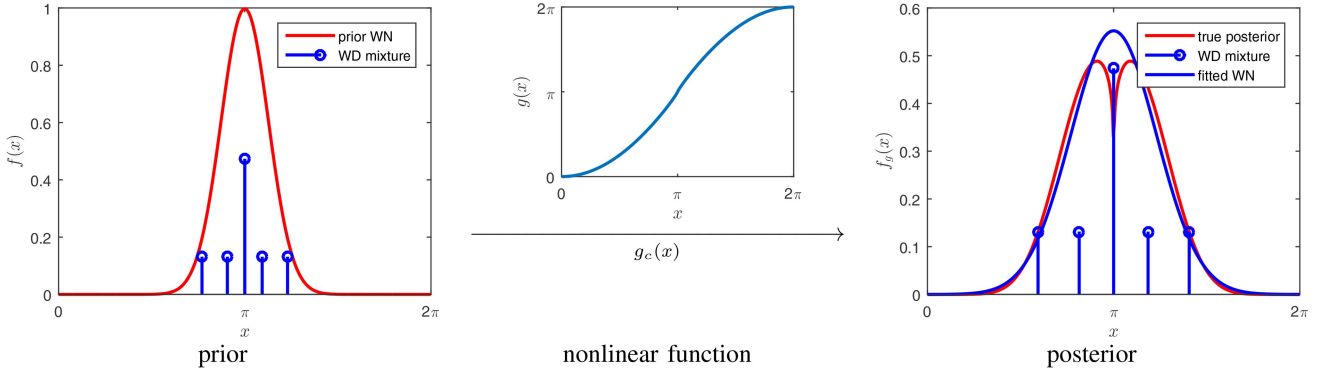 1
0.8
0.6
0.4
0.2
0
f(x)
0
π
2π
x
prior WN
WD mixture
prior
2π
π
0
g(x)
0
π
2π
x
g_c(x)
nonlinear function
0.6
0.5
0.4
0.3
0.2
0.1
0
f_g(x)
0
π
2π
x
true posterior
WD mixture
fitted WN
posterior